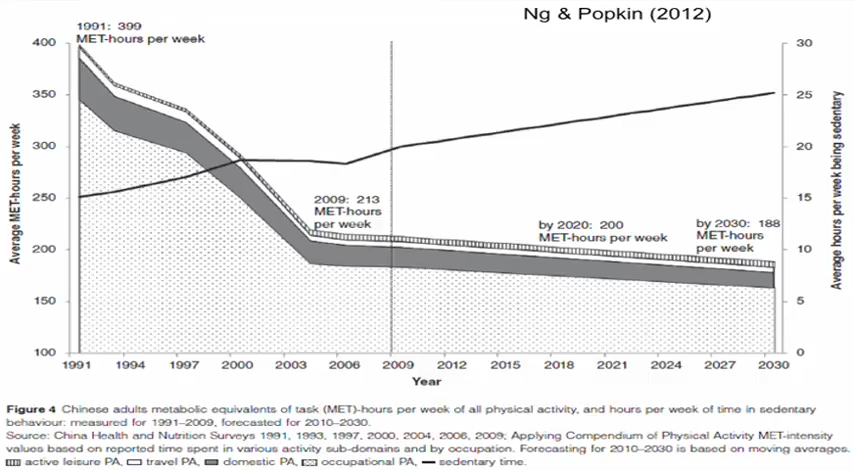 Ng & Popkin (2012)
1991: 399
MET-hours per week
400
350
300
250
200
150
100
Average MET-hours per week
30
25
20
15
10
5
0
Average hours per week being sedentary
2009: 213
MET-hours
per week
by 2020: 200
MET-hours per week
by 2030: 188
MET-hours
per week
1991 1994 1997 2000 2003 2006 2009 2012 2015 2018 2021 2024 2027 2030
Year
Figure 4 Chinese adults metabolic equivalents of task (MET)-hours per week of all physical activity, and hours per week of time in sedentary
behaviour: measured for 1991–2009, forecasted for 2010–2030.
Source: China Health and Nutrition Surveys 1991, 1993, 1997, 2000, 2004, 2006, 2009; Applying Compendium of Physical Activity MET-intensity
values based on reported time spent in various activity sub-domains and by occupation. Forecasting for 2010–2030 is based on moving averages.
active leisure PA, travel PA, domestic PA, occupational PA, sedentary time.